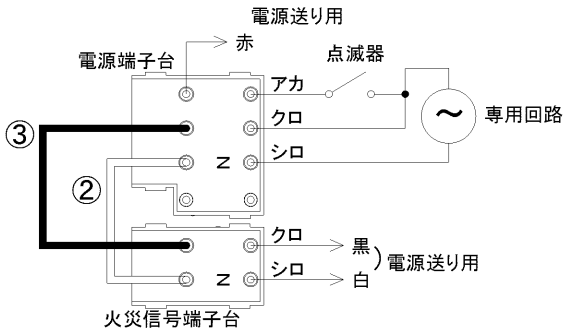 電源送り用
赤
電源端子台
点滅器
アカ
クロ
専用回路
③
シロ
N
②
クロ
黒
電源送り用
シロ
白
N
火災信号端子台